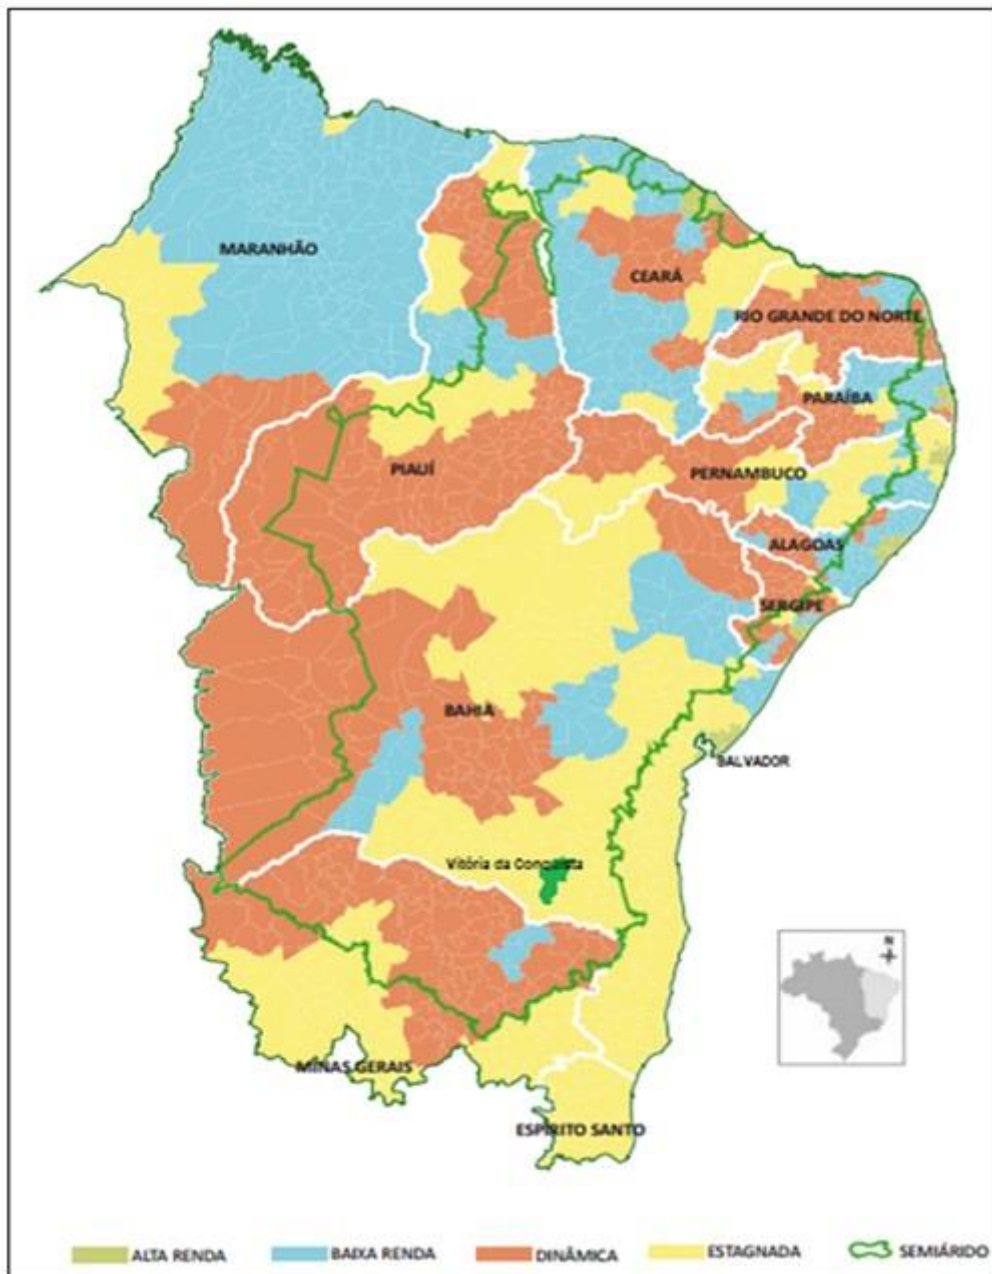 MARANHÃO
CEARÁ
RIO GRANDE DO NORTE
PARAÍBA
PIAUÍ
PERNAMBUCO
ALAGOAS
SERGIPE
BAHIA
SALVADOR
Vitória da Conquista
N
MINAS GERAIS
ESPÍRITO SANTO
ALTA RENDA BAIXA RENDA DINÂMICA ESTAGNADA SEMIÁRIDO